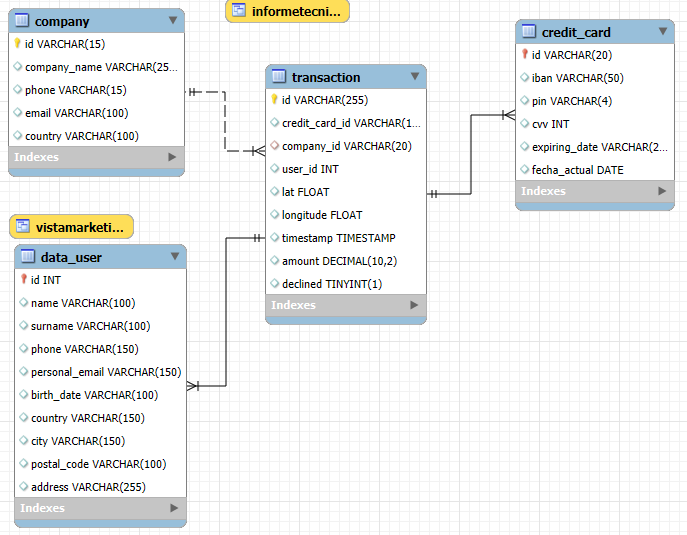 company
id VARCHAR(15)
company_name VARCHAR(25...
phone VARCHAR(15)
email VARCHAR(100)
country VARCHAR(100)
Indexes
informetecni...
transaction
id VARCHAR(255)
credit_card_id VARCHAR(1...
company_id VARCHAR(20)
user_id INT
lat FLOAT
longitude FLOAT
timestamp TIMESTAMP
amount DECIMAL(10,2)
declined TINYINT(1)
Indexes
credit_card
id VARCHAR(20)
iban VARCHAR(50)
pin VARCHAR(4)
cvv INT
expiring_date VARCHAR(2...
fecha_actual DATE
Indexes
vistamarketi...
data_user
id INT
name VARCHAR(100)
surname VARCHAR(100)
phone VARCHAR(150)
personal_email VARCHAR(150)
birth_date VARCHAR(100)
country VARCHAR(150)
city VARCHAR(150)
postal_code VARCHAR(100)
address VARCHAR(255)
Indexes